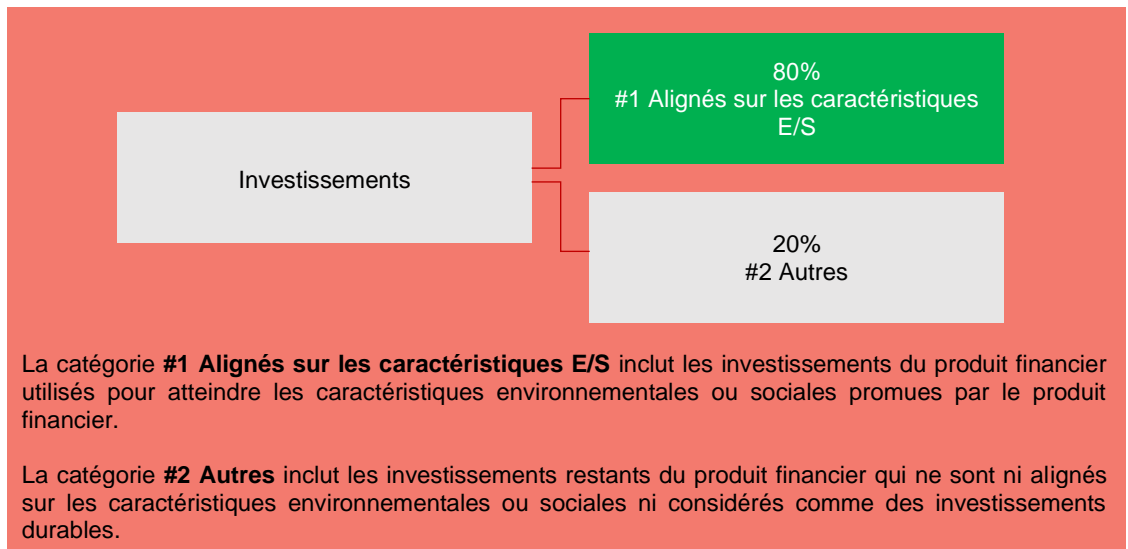 80%
#1 Alignés sur les caractéristiques
E/S
Investissements
20%
#2 Autres
La catégorie #1 Alignés sur les caractéristiques E/S inclut les investissements du produit financier
utilisés pour atteindre les caractéristiques environnementales ou sociales promues par le produit
financier.
La catégorie #2 Autres inclut les investissements restants du produit financier qui ne sont ni alignés
sur les caractéristiques environnementales ou sociales ni considérés comme des investissements
durables.